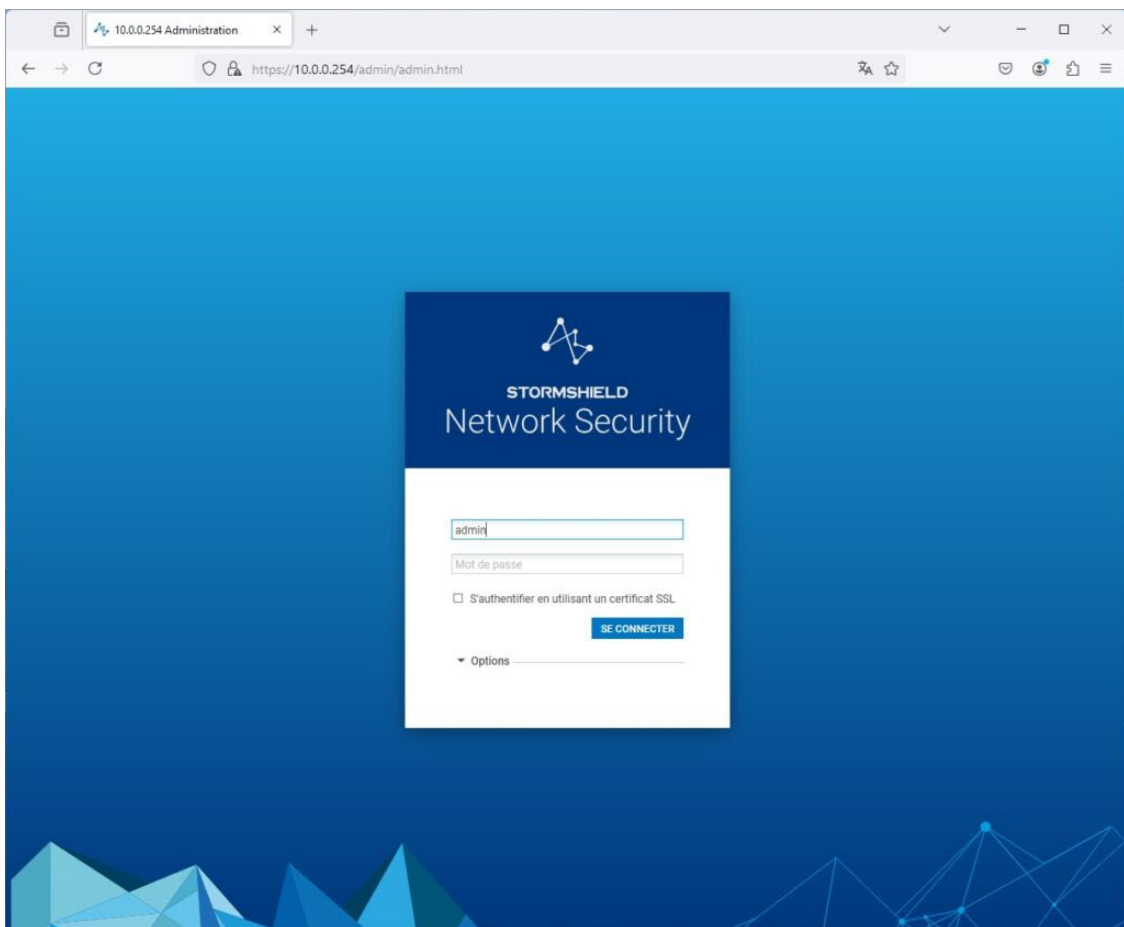 10.0.0.254 Administration
https://10.0.0.254/admin/admin.html
STORMSHIELD
Network Security
admin
Mot de passe
S'authentifier en utilisant un certificat SSL
SE CONNECTER
Options